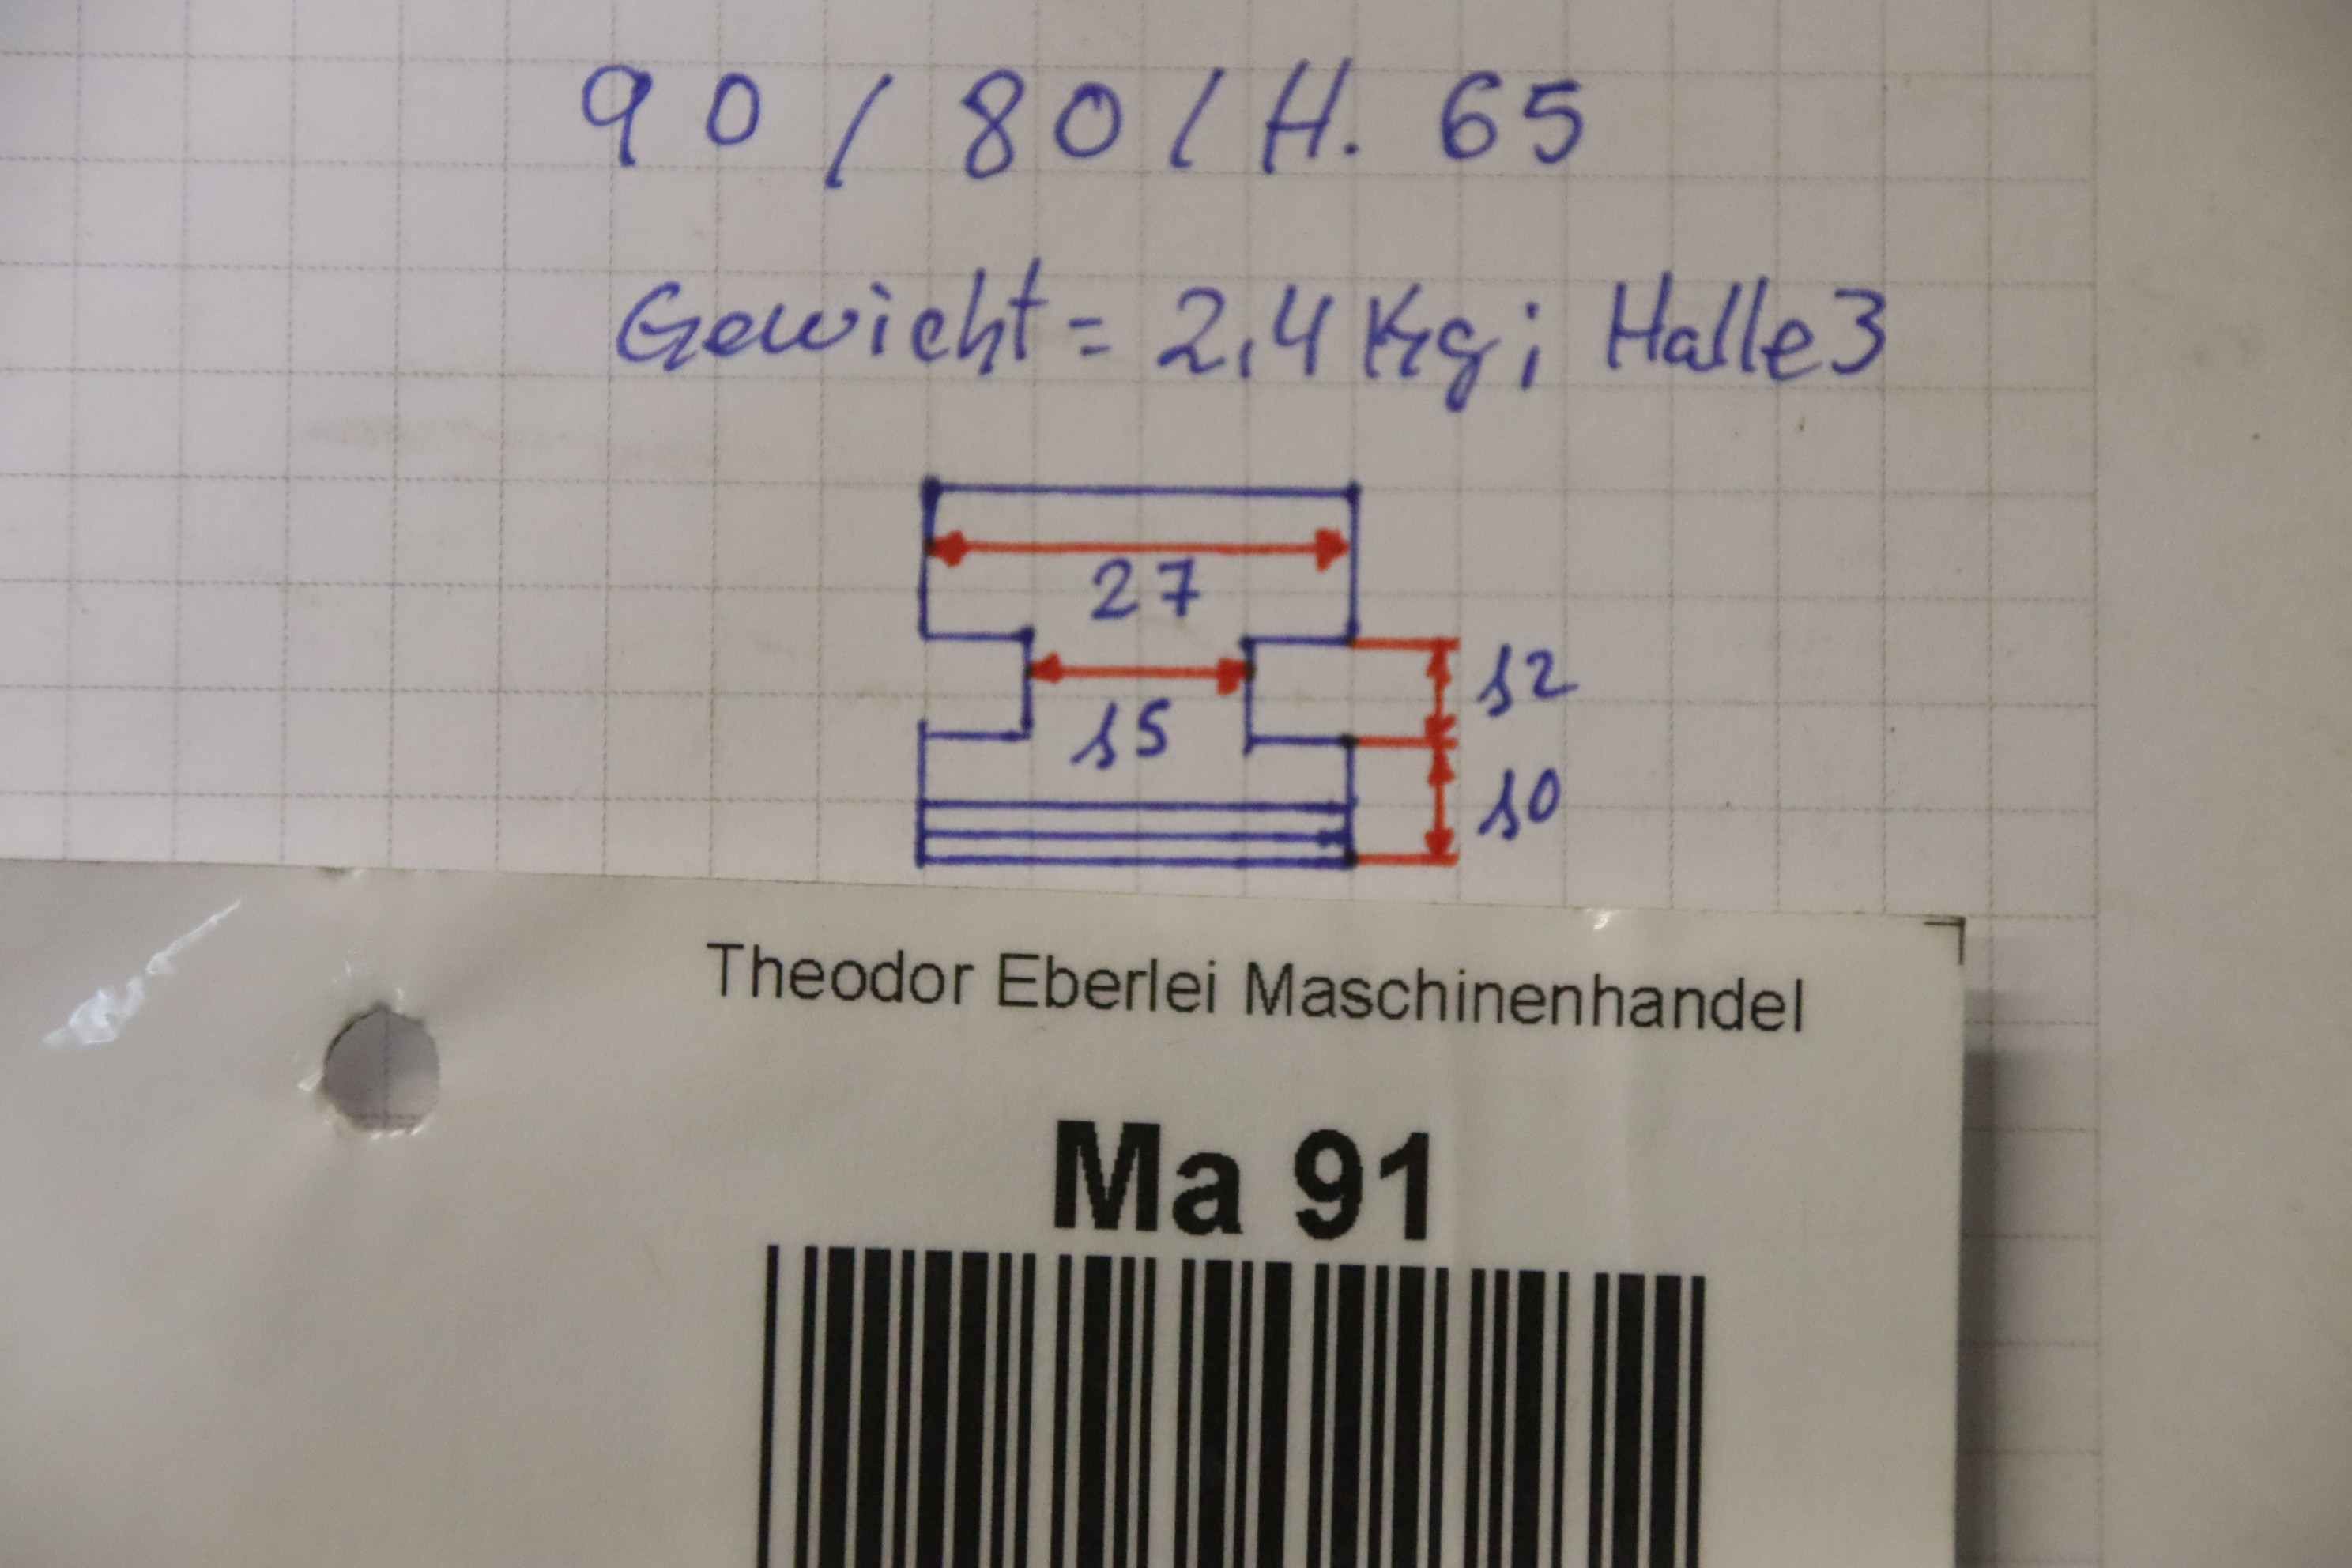 90 / 80 / H. 65
Gewicht = 2,4 Kg; Halle 3
27
12
15
10
Theodor Eberlei Maschinenhandel
Ma 91